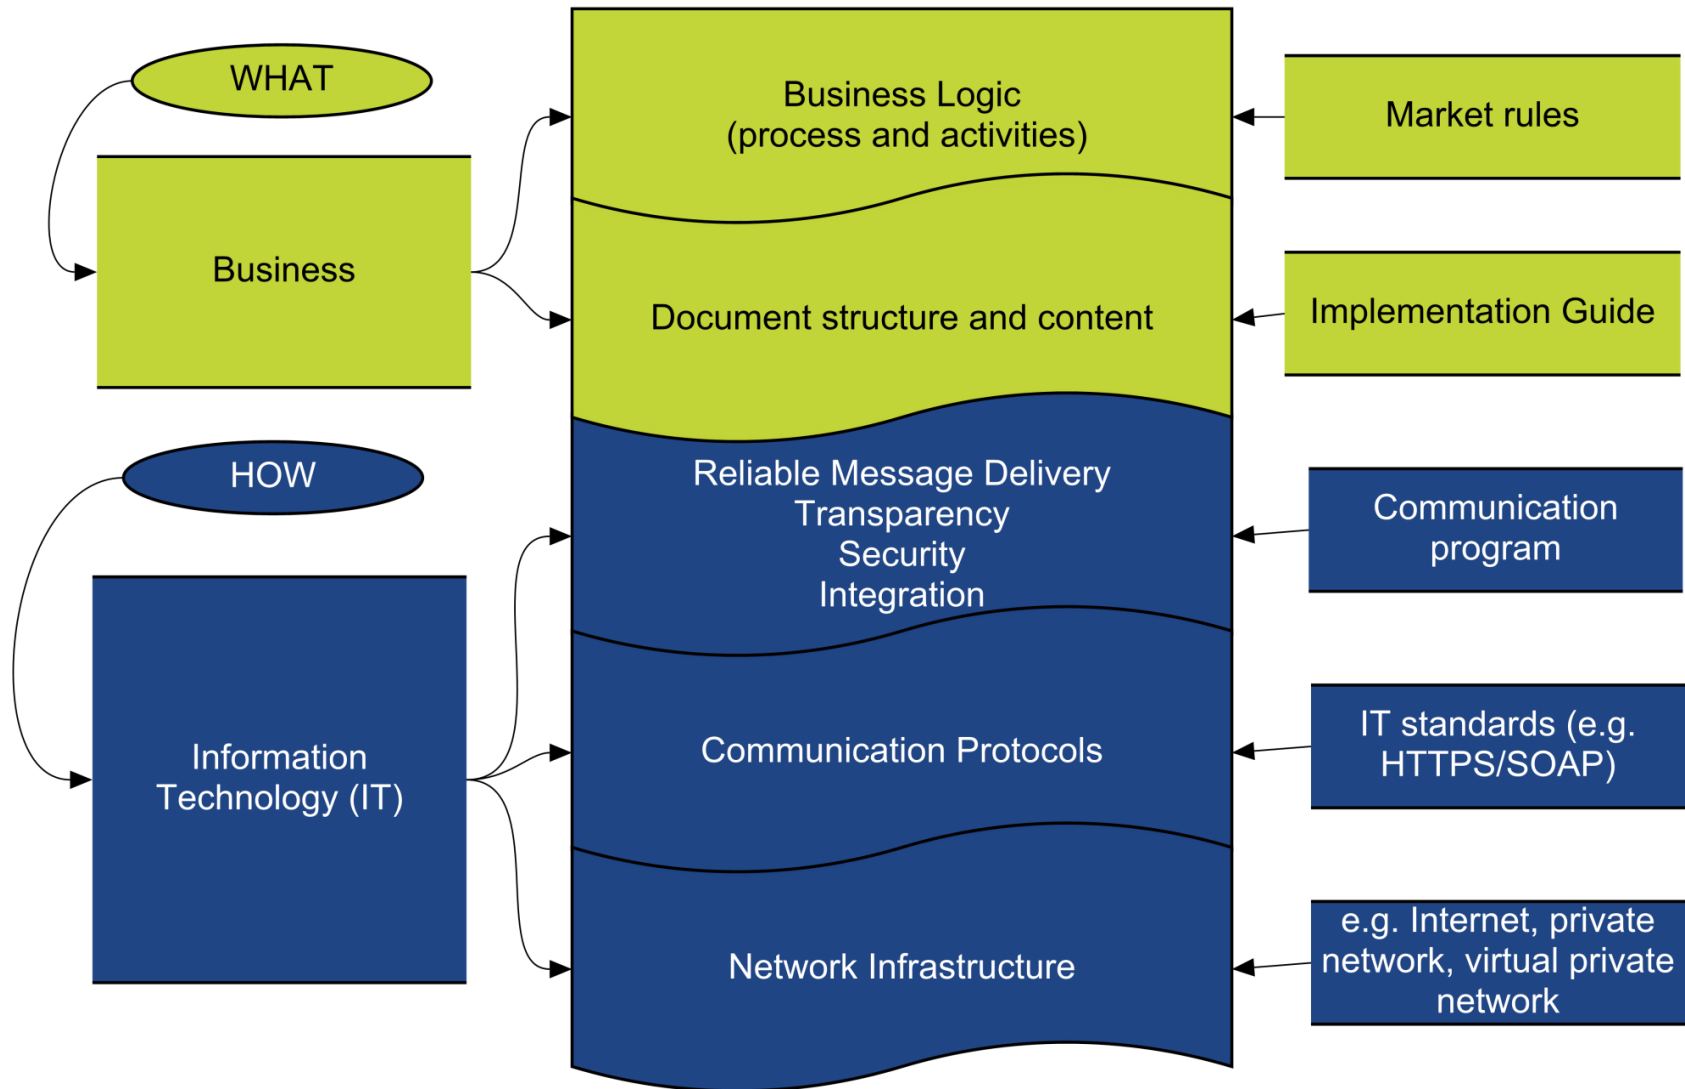 WHAT
Business
HOW
Information
Technology (IT)
Business Logic
(process and activities)
Document structure and content
Reliable Message Delivery
Transparency
Security
Integration
Communication Protocols
Network Infrastructure
Market rules
Implementation Guide
Communication
program
IT standards (e.g.
HTTPS/SOAP)
e.g. Internet, private
network, virtual private
network